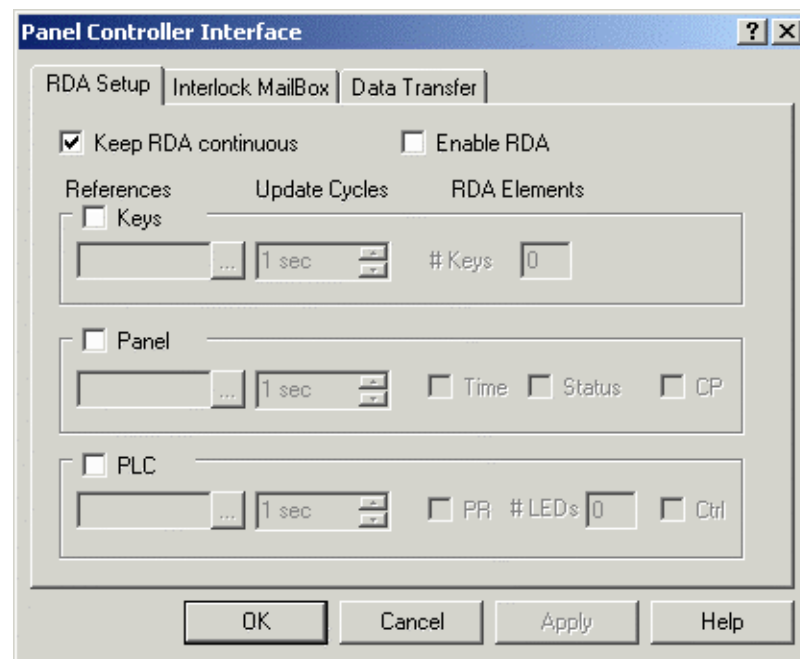 Panel Controller Interface
RDA Setup Interlock MailBox Data Transfer
Keep RDA continuous Enable RDA
References Update Cycles RDA Elements
Keys
... 1 sec # Keys 0
Panel
... 1 sec Time Status CP
PLC
... 1 sec PR # LEDs 0 Ctrl
OK Cancel Apply Help